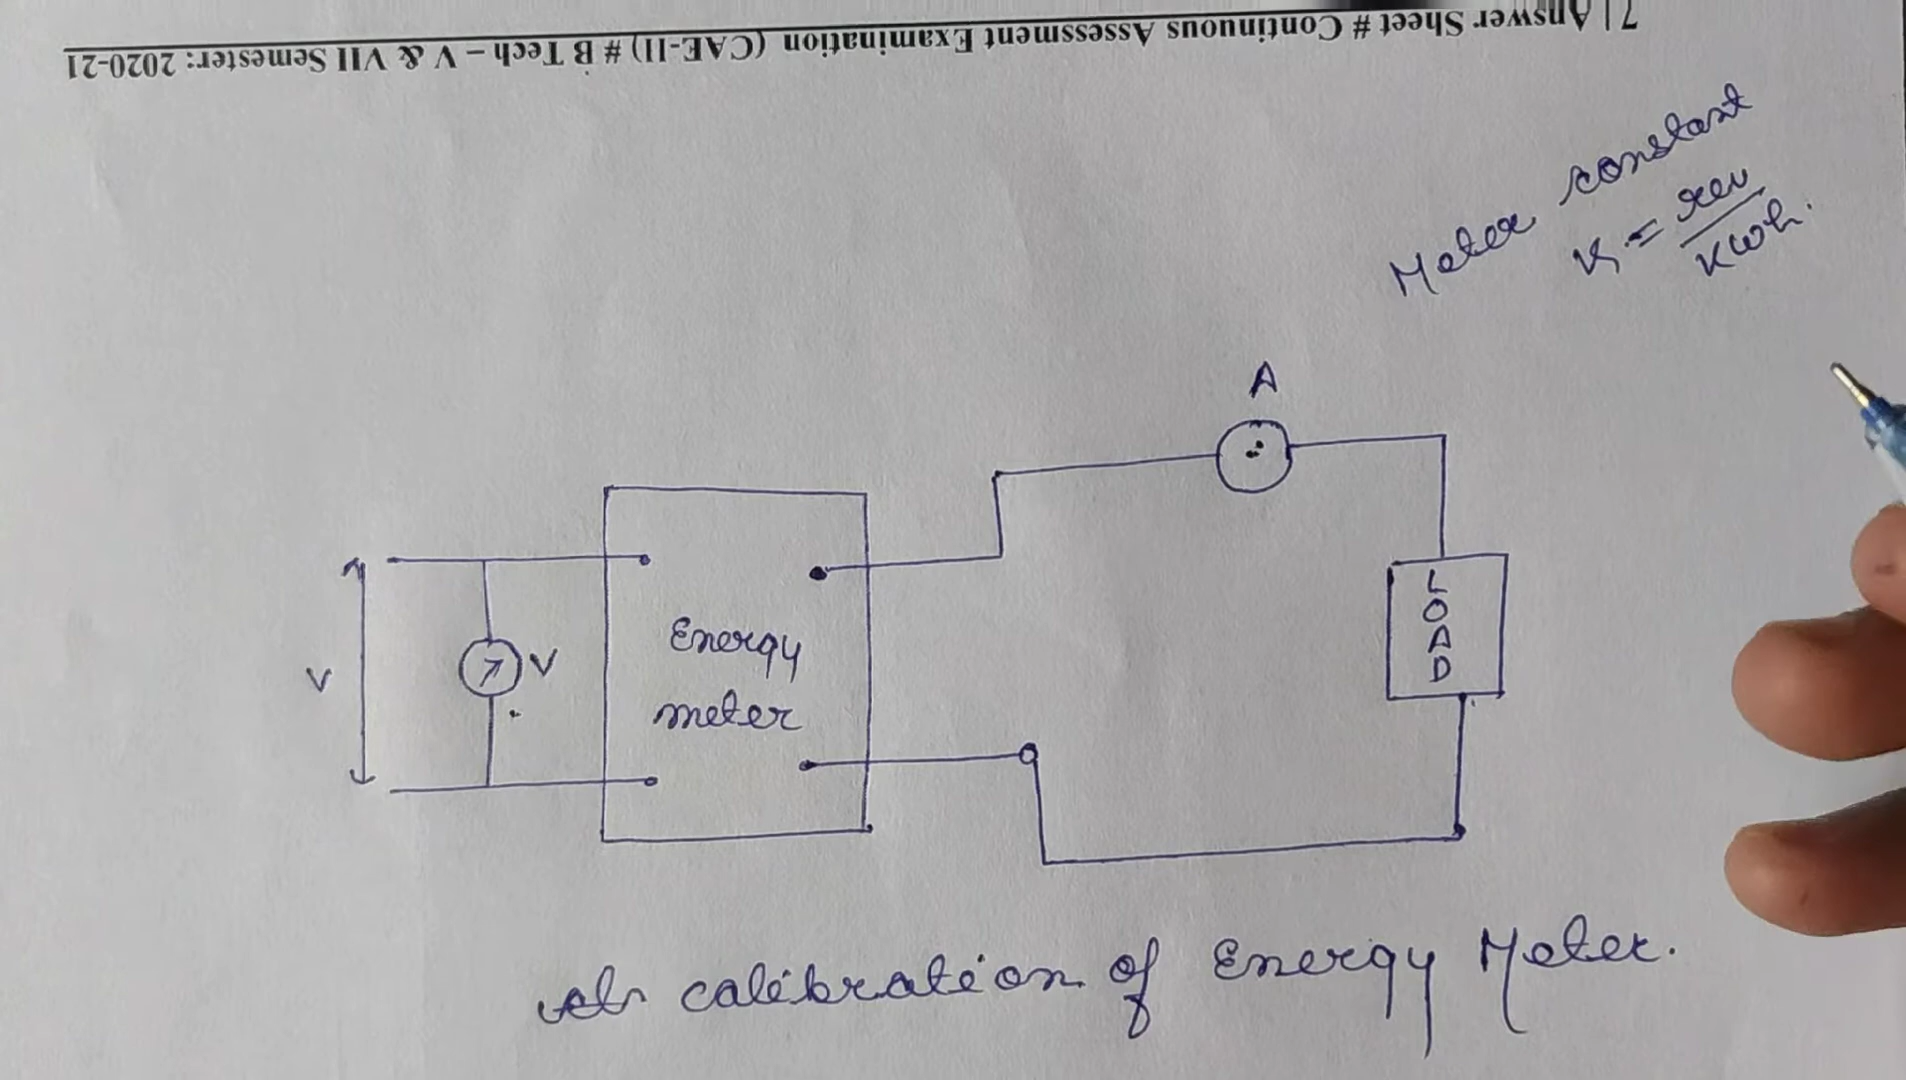 7 | Answer Sheet # Continuous Assessment Examination (CAE-II) # B Tech – V & VII Semester: 2020-21
Meter constant
K = rev
Kwh.
A
V
V
Energy
meter
LOAD
calibration of Energy Meter.